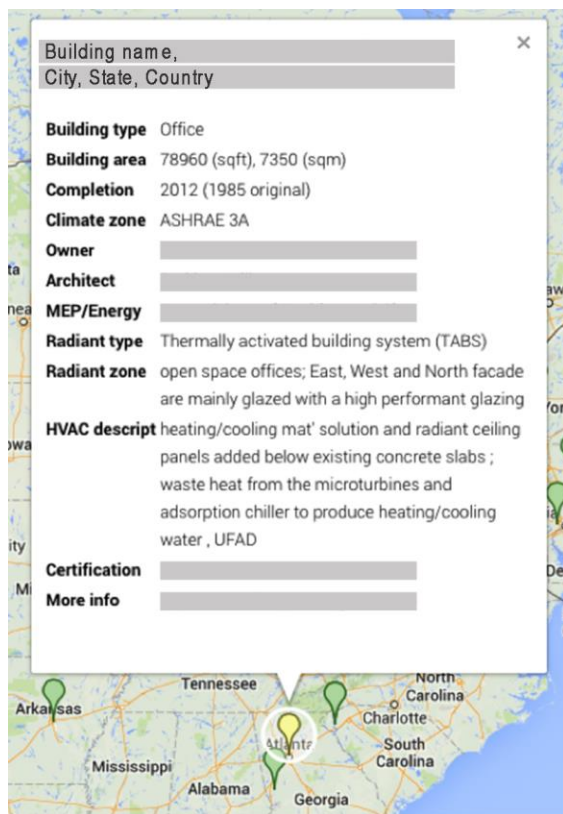 Building name,
City, State, Country
×
Building type Office
Building area 78960 (sqft), 7350 (sqm)
Completion 2012 (1985 original)
Climate zone ASHRAE 3A
Owner
Architect
MEP/Energy
Radiant type Thermally activated building system (TABS)
Radiant zone open space offices; East, West and North facade
are mainly glazed with a high performant glazing
HVAC descript heating/cooling mat' solution and radiant ceiling
panels added below existing concrete slabs ;
waste heat from the microturbines and
adsorption chiller to produce heating/cooling
water , UFAD
Certification
More info
Tennessee
North
Carolina
Arkansas
Charlotte
Atlanta
South
Carolina
Mississippi
Alabama
Georgia